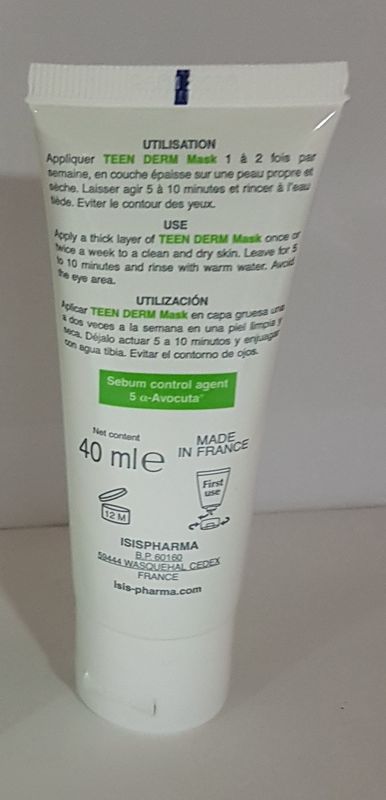 UTILISATION
Appliquer TEEN DERM Mask 1 à 2 fois par
semaine, en couche épaisse sur une peau propre et
sèche. Laisser agir 5 à 10 minutes et rincer à l'eau
tiède. Eviter le contour des yeux.
USE
Apply a thick layer of TEEN DERM Mask once or
twice a week to a clean and dry skin. Leave for 5
to 10 minutes and rinse with warm water. Avoid
the eye area.
UTILIZACIÓN
Aplicar TEEN DERM Mask en capa gruesa una
a dos veces a la semana en una piel limpia y
seca. Déjalo actuar 5 a 10 minutos y enjuagar
con agua tibia. Evitar el contorno de ojos.
Sebum control agent
5 α-Avocuta
Net content
40 ml e
MADE
IN FRANCE
12 M
First
use
ISISPHARMA
B.P. 60160
59444 WASQUEHAL CEDEX
FRANCE
isis-pharma.com